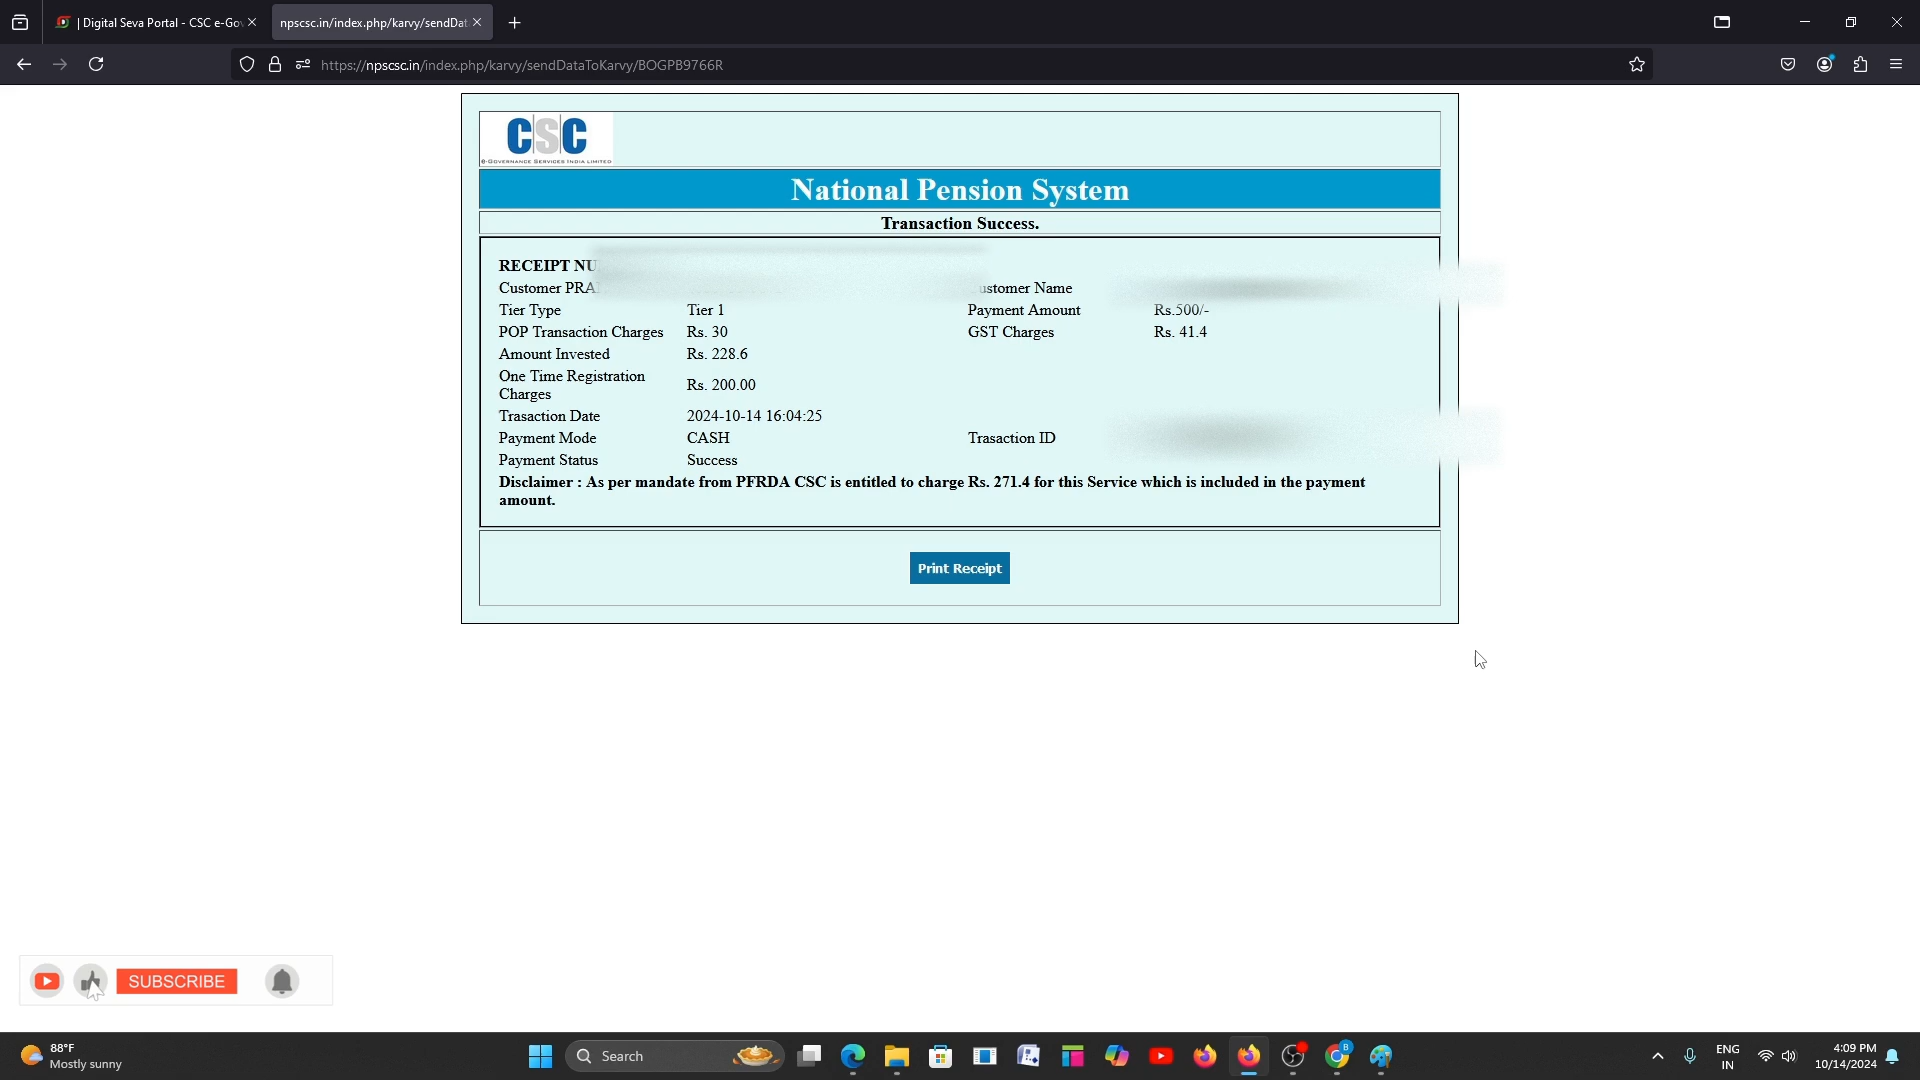 | Digital Seva Portal - CSC e-Gov
npscsc.in/index.php/karvy/sendDat
https://npscsc.in/index.php/karvy/sendDataToKarvy/BOGPB9766R
CSC
e-Governance Services India Limited
National Pension System
Transaction Success.
RECEIPT NU
Customer PRA
ustomer Name
Tier Type Tier 1 Payment Amount Rs.500/-
POP Transaction Charges Rs. 30 GST Charges Rs. 41.4
Amount Invested Rs. 228.6
One Time Registration
Charges Rs. 200.00
Trasaction Date 2024-10-14 16:04:25
Payment Mode CASH Trasaction ID
Payment Status Success
Disclaimer : As per mandate from PFRDA CSC is entitled to charge Rs. 271.4 for this Service which is included in the payment
amount.
Print Receipt
SUBSCRIBE
88°F
Mostly sunny
Search
ENG
IN
4:09 PM
10/14/2024